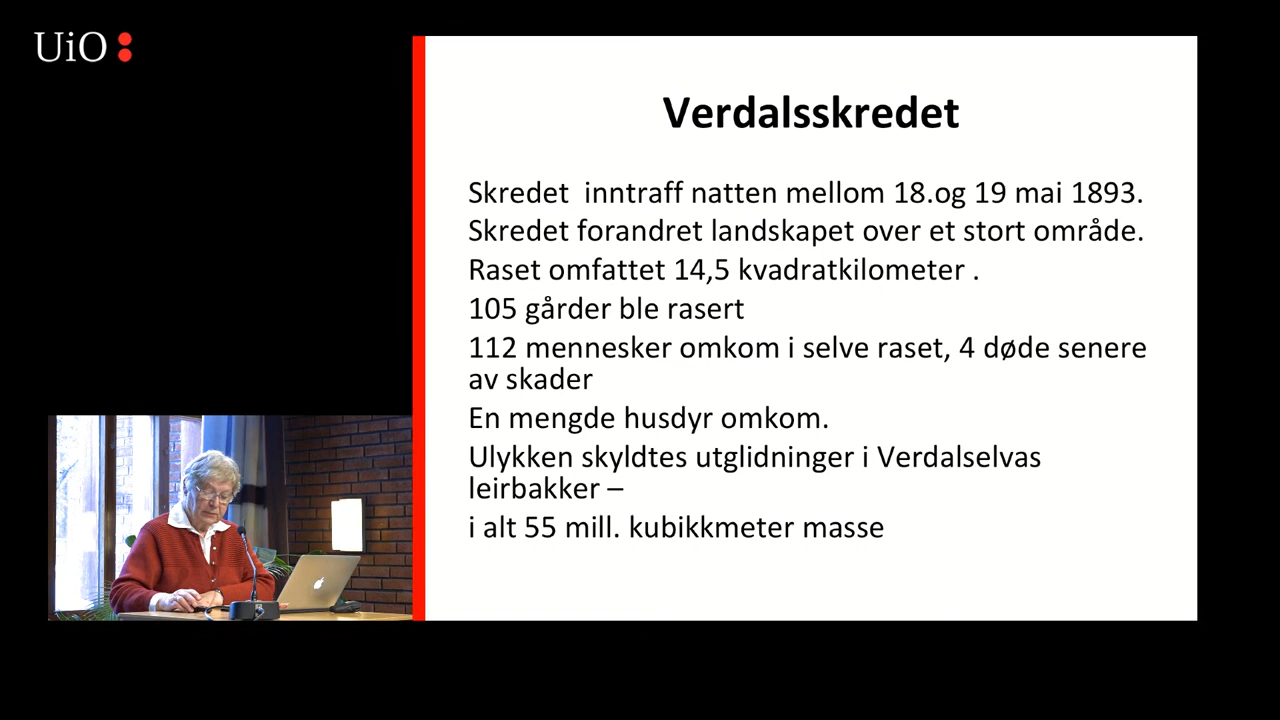 UiO
Verdalsskredet
Skredet inntraff natten mellom 18.og 19 mai 1893.
Skredet forandret landskapet over et stort område.
Raset omfattet 14,5 kvadratkilometer .
105 gårder ble rasert
112 mennesker omkom i selve raset, 4 døde senere
av skader
En mengde husdyr omkom.
Ulykken skyldtes utglidninger i Verdalselvas
leirbakker –
i alt 55 mill. kubikkmeter masse